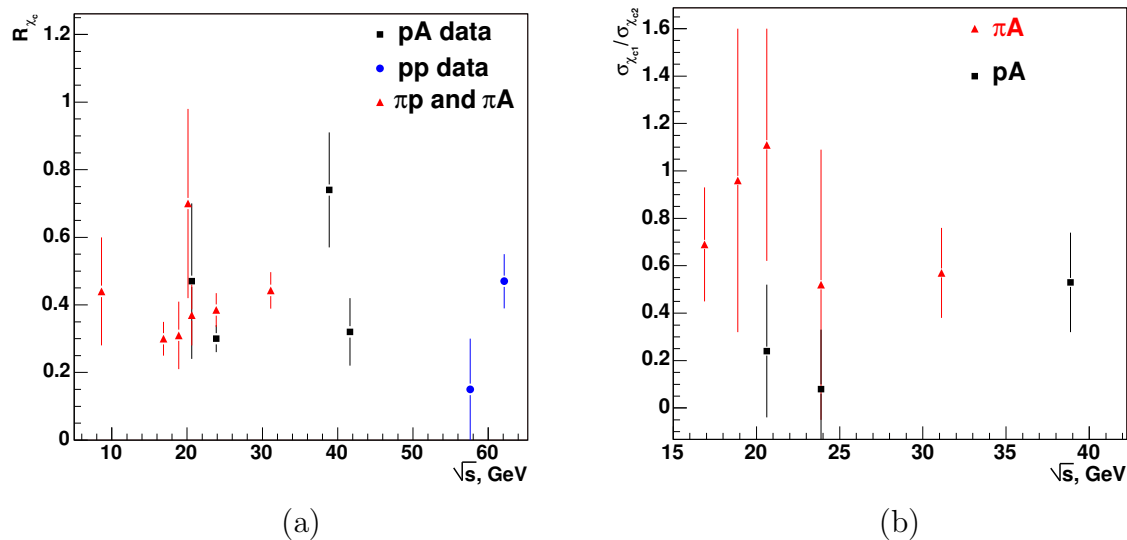 R_χc
1.2
1
0.8
0.6
0.4
0.2
0
10 20 30 40 50 60
√s, GeV
pA data
pp data
πp and πA
(a)
σ_χc1/σ_χc2
1.6
1.4
1.2
1
0.8
0.6
0.4
0.2
0
15 20 25 30 35 40
√s, GeV
πA
pA
(b)